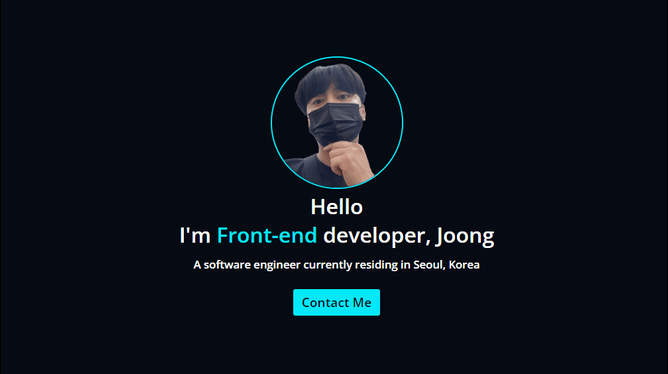 Hello
I'm Front-end developer, Joong
A software engineer currently residing in Seoul, Korea
Contact Me